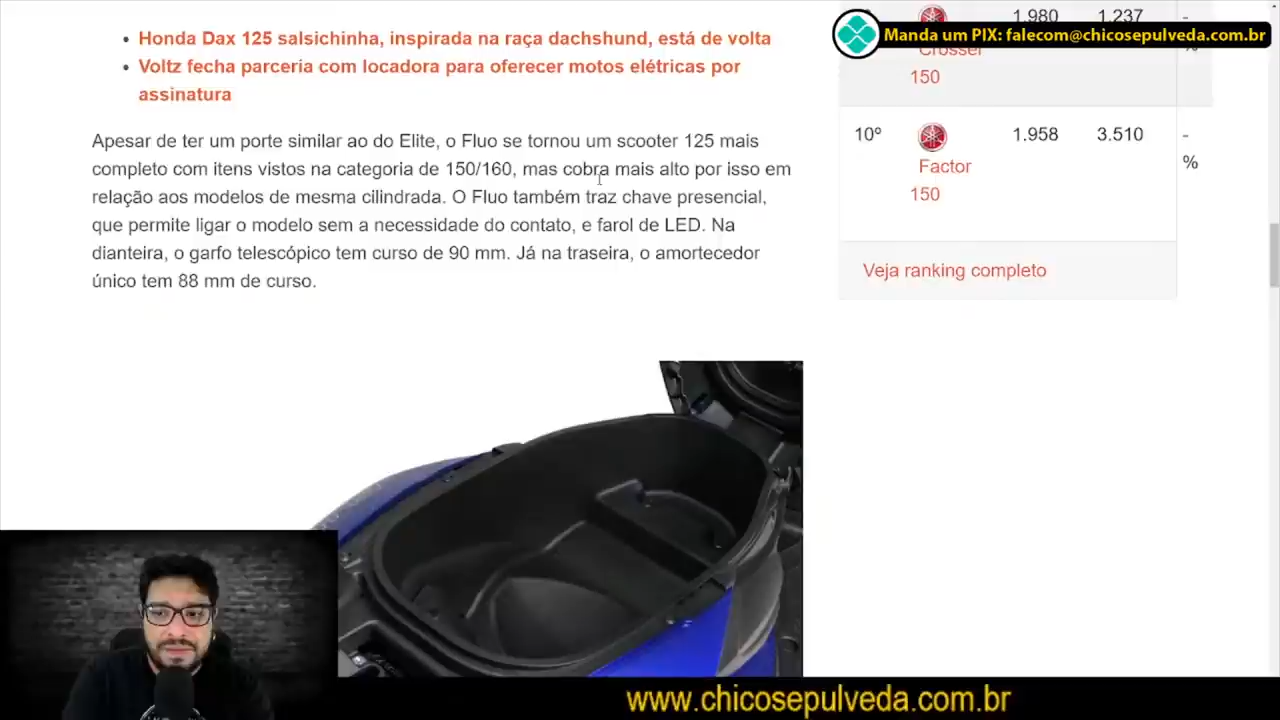 Honda Dax 125 salsichinha, inspirada na raça dachshund, está de volta
Voltz fecha parceria com locadora para oferecer motos elétricas por
assinatura
Apesar de ter um porte similar ao do Elite, o Fluo se tornou um scooter 125 mais
completo com itens vistos na categoria de 150/160, mas cobra mais alto por isso em
relação aos modelos de mesma cilindrada. O Fluo também traz chave presencial,
que permite ligar o modelo sem a necessidade do contato, e farol de LED. Na
dianteira, o garfo telescópico tem curso de 90 mm. Já na traseira, o amortecedor
único tem 88 mm de curso.
1.980 1.237 -
Manda um PIX: falecom@chicosepulveda.com.br
Crosser
150
10º 1.958 3.510 -
%
Factor
150
Veja ranking completo
www.chicosepulveda.com.br